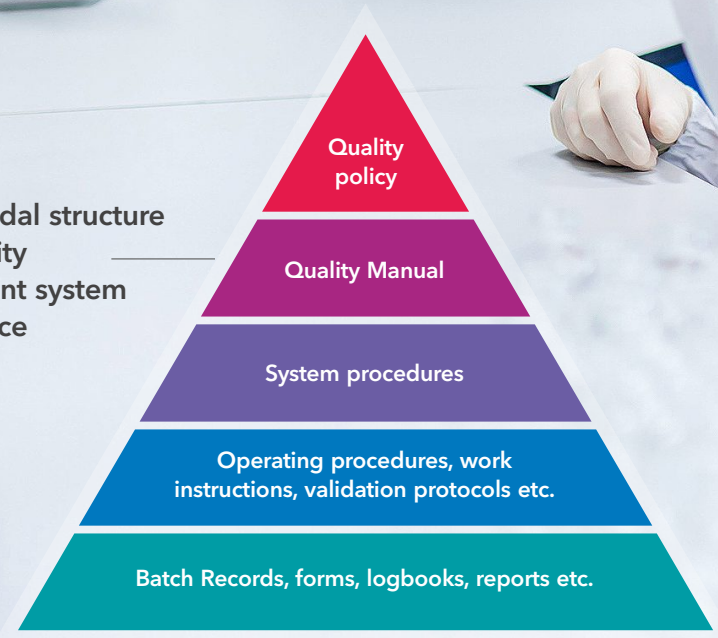 dal structure
ity
nt system
ce
Quality
policy
Quality Manual
System procedures
Operating procedures, work
instructions, validation protocols etc.
Batch Records, forms, logbooks, reports etc.